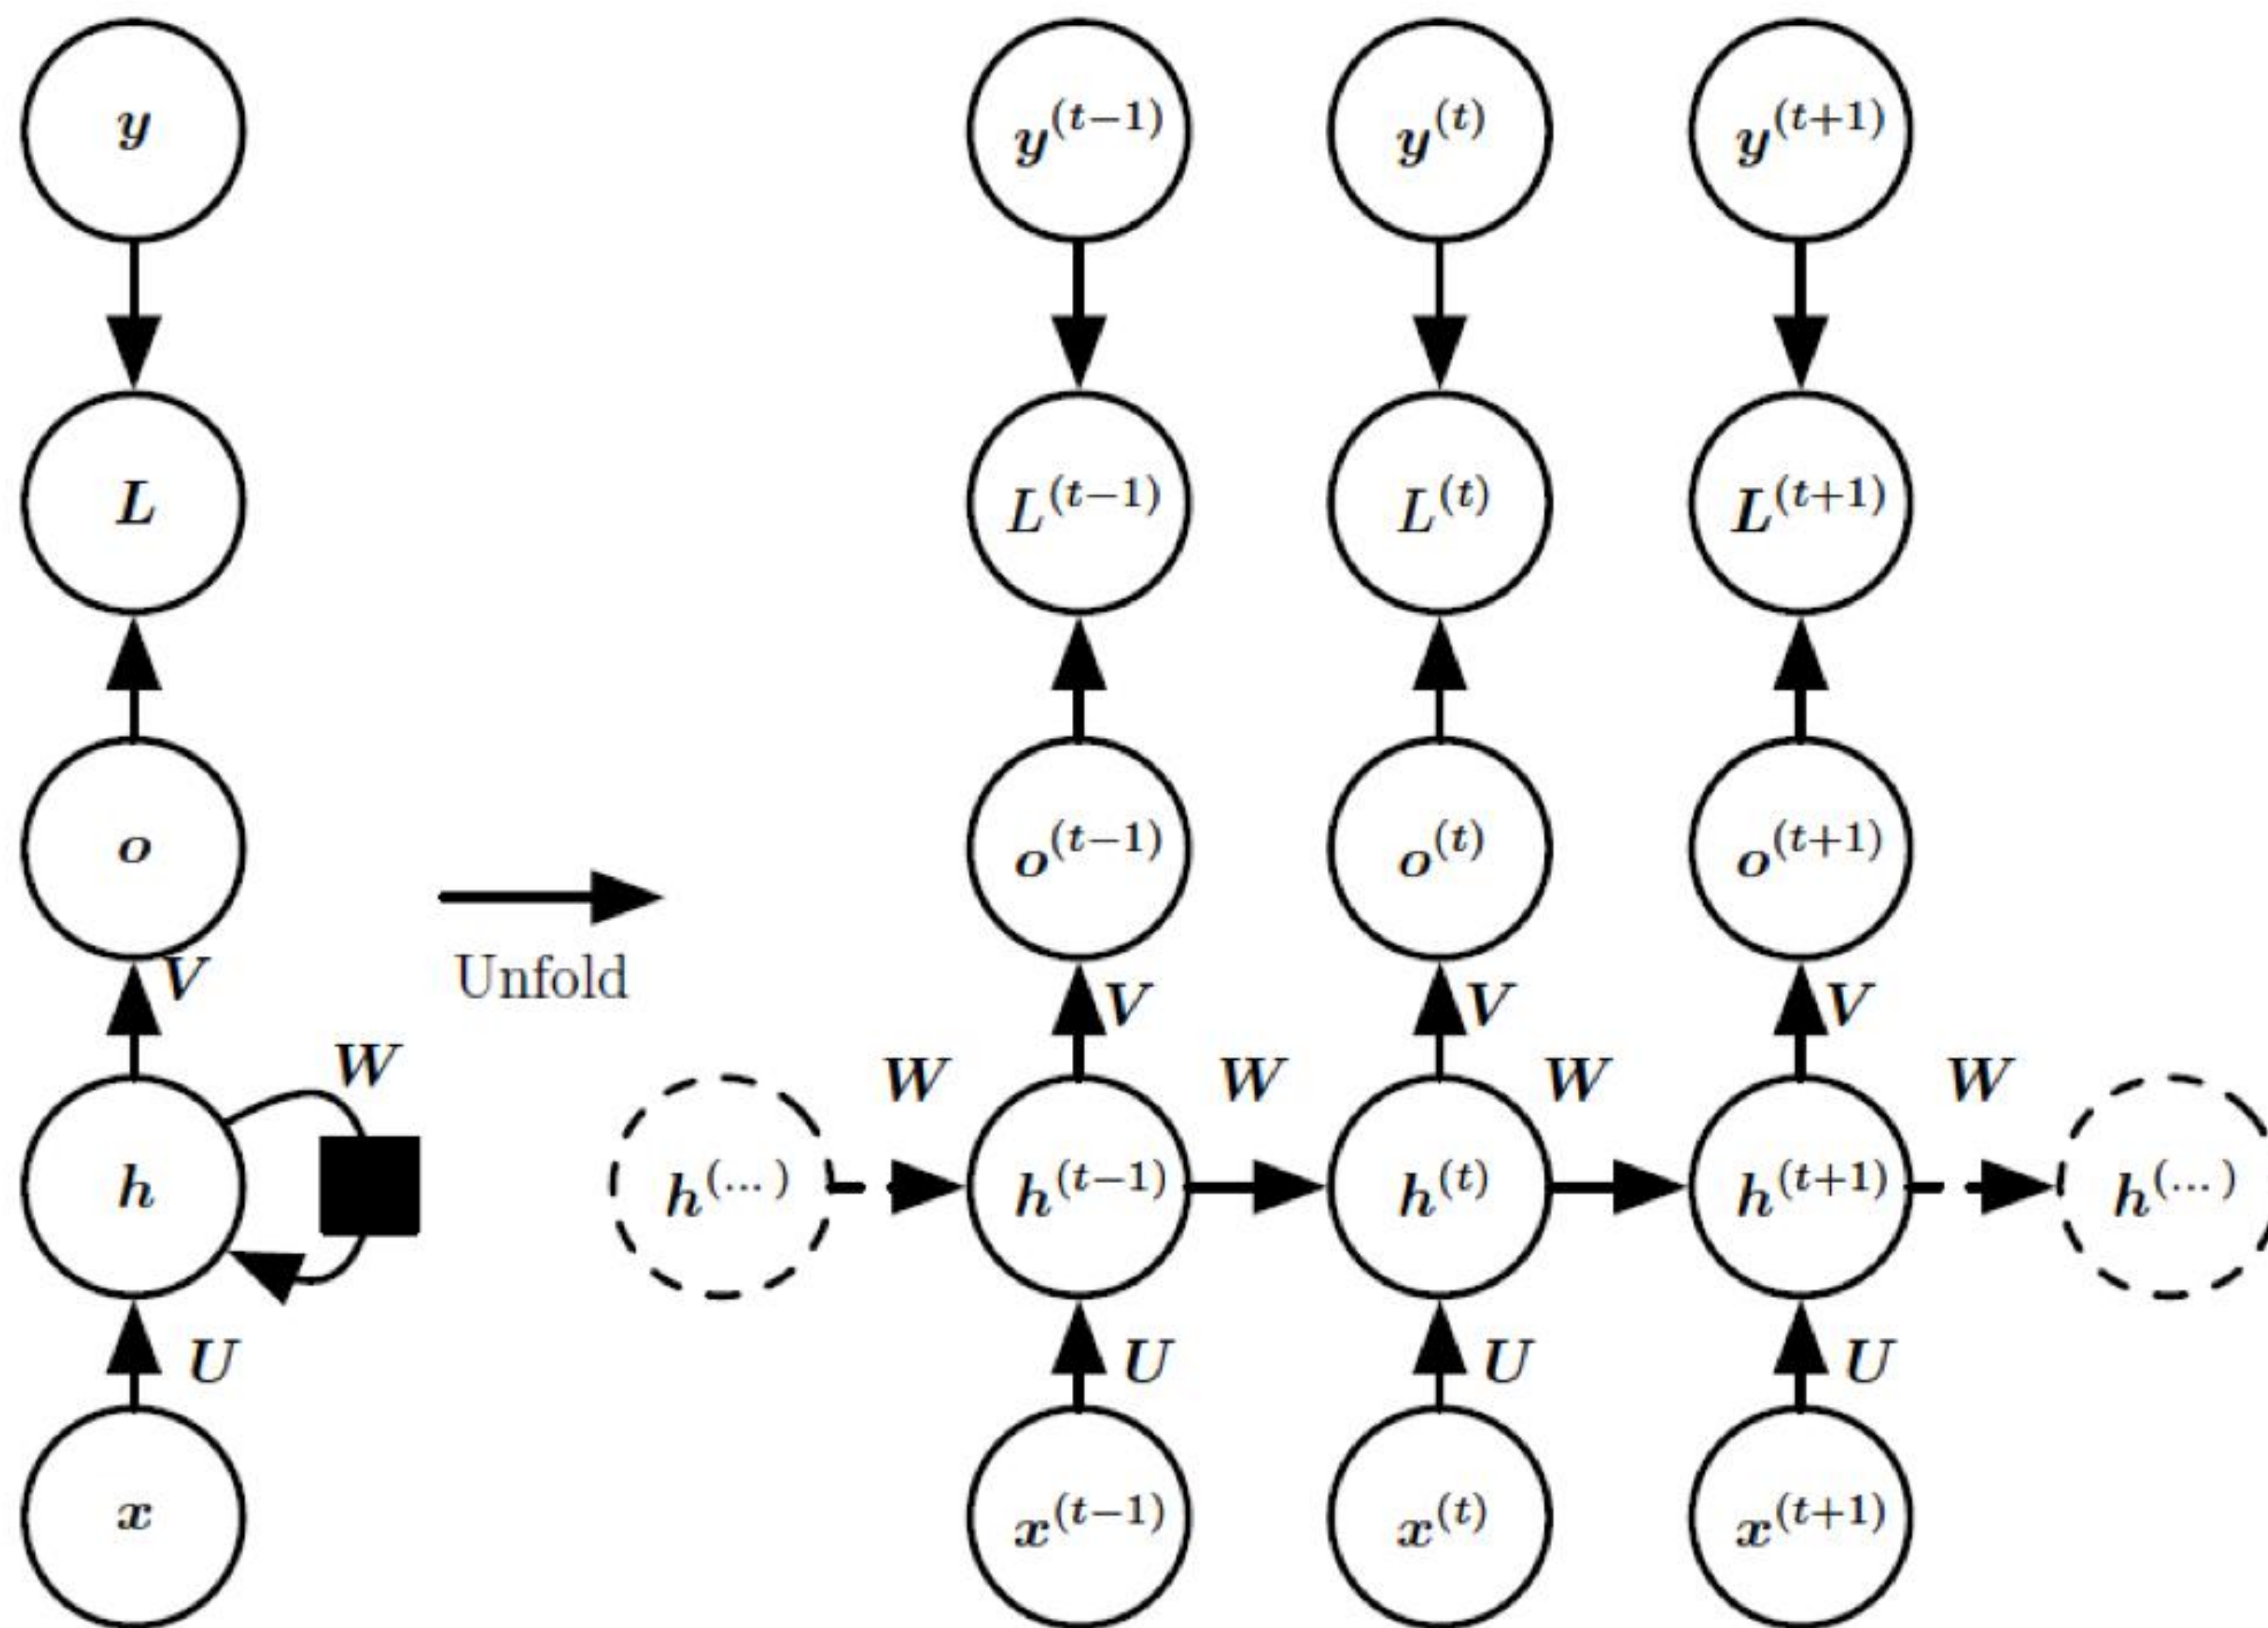 y y^(t−1) y^(t) y^(t+1)
L L^(t−1) L^(t) L^(t+1)
o o^(t−1) o^(t) o^(t+1)
Unfold
V V V V
W W W W W
h h^(...) h^(t−1) h^(t) h^(t+1) h^(...)
U U U U
x x^(t−1) x^(t) x^(t+1)